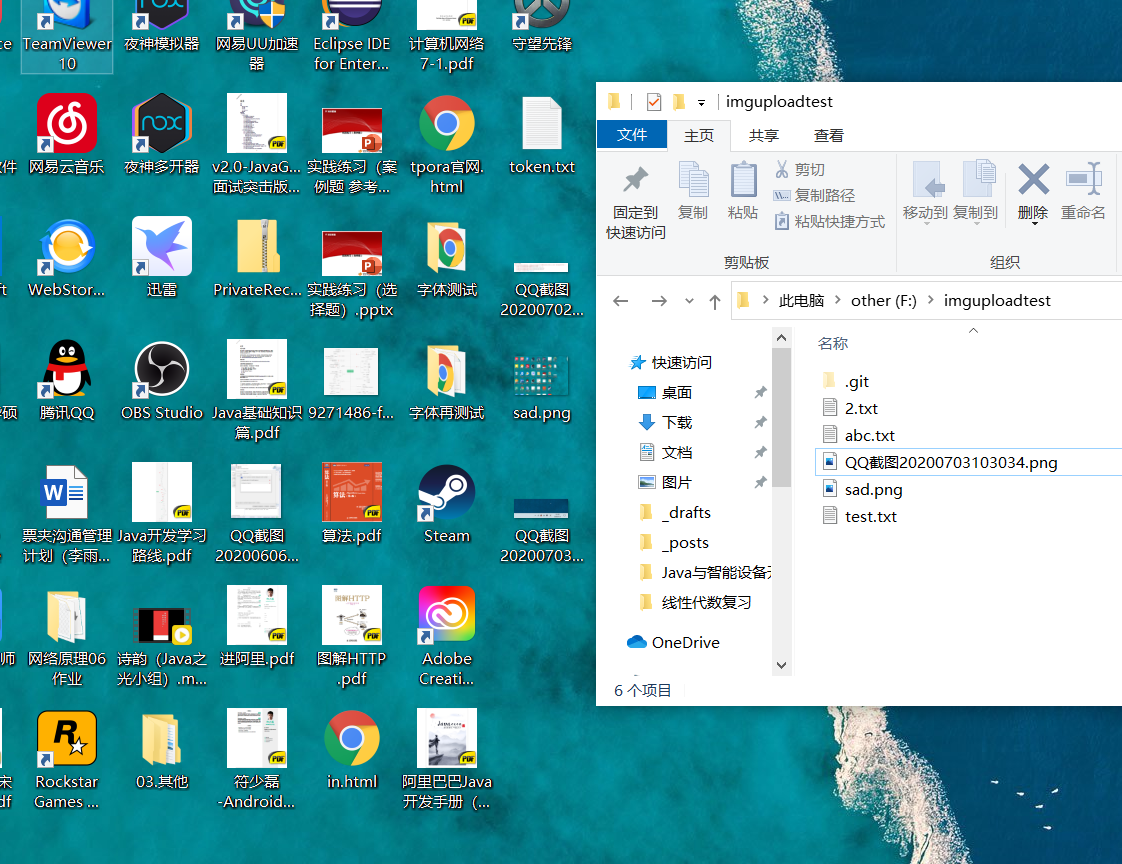 TeamViewer
10
夜神模拟器
网易UU加速
器
Eclipse IDE
for Enter...
计算机网络
7-1.pdf
守望先锋
网易云音乐
夜神多开器
v2.0-JavaG...
面试突击版...
实践练习（案
例题 参考...
tpora官网.
html
token.txt
WebStor...
迅雷
PrivateRec...
实践练习（选
择题）.pptx
字体测试
QQ截图
20200702...
腾讯QQ
OBS Studio
Java基础知识
篇.pdf
9271486-f...
字体再测试
sad.png
票夹沟通管理
计划（李雨...
Java开发学习
路线.pdf
QQ截图
20200606...
算法.pdf
Steam
QQ截图
20200703...
网络原理06
作业
诗韵（Java之
光小组）.m...
进阿里.pdf
图解HTTP
.pdf
Adobe
Creati...
Rockstar
Games ...
03.其他
符少磊
-Android...
in.html
阿里巴巴Java
开发手册（...
imguploadtest
文件
主页
共享
查看
固定到
快速访问
复制
粘贴
剪切
复制路径
粘贴快捷方式
移动到
复制到
删除
重命名
剪贴板
组织
此电脑
other (F:)
imguploadtest
名称
快速访问
桌面
下载
文档
图片
_drafts
_posts
Java与智能设备开
线性代数复习
OneDrive
.git
2.txt
abc.txt
QQ截图20200703103034.png
sad.png
test.txt
6 个项目